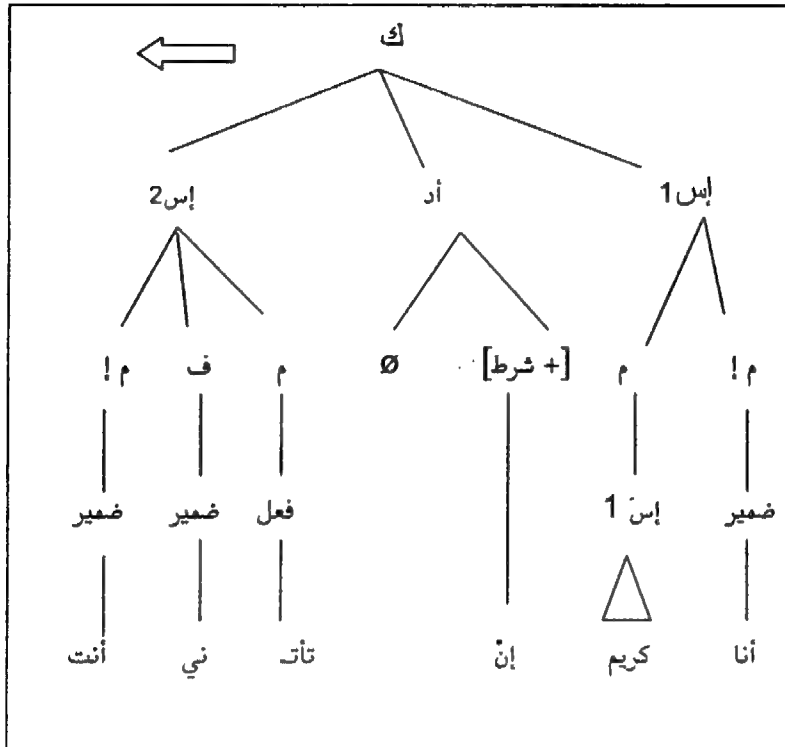 ك
إس1 أد إس2
م ! م [+ شرط] Ø م ف م !
ضمير إسَ 1 فعل ضمير ضمير
أنا كريم إنْ تأتـ ني أنت